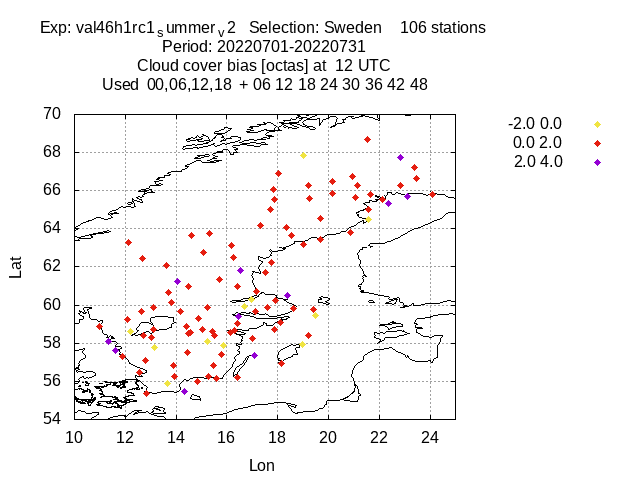 Exp: val46h1rc1summerv2 Selection: Sweden 106 stations
Period: 20220701-20220731
Cloud cover bias [octas] at 12 UTC
Used 00,06,12,18 + 06 12 18 24 30 36 42 48
-2.0 0.0
0.0 2.0
2.0 4.0
70
68
66
64
62
60
58
56
54
Lat
10 12 14 16 18 20 22 24
Lon